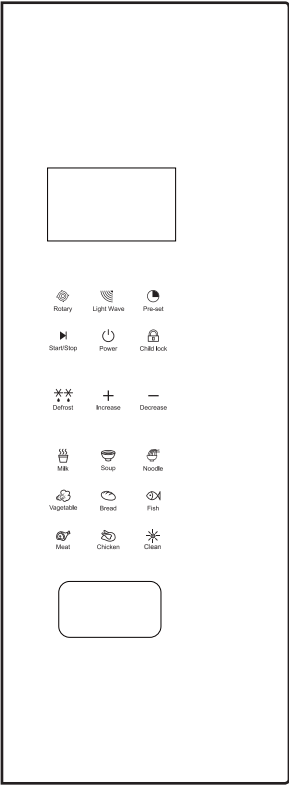 Rotary Light Wave Pre-set
Start/Stop Power Child lock
Defrost Increase Decrease
Milk Soup Noodle
Vagetable Bread Fish
Meat Chicken Clean